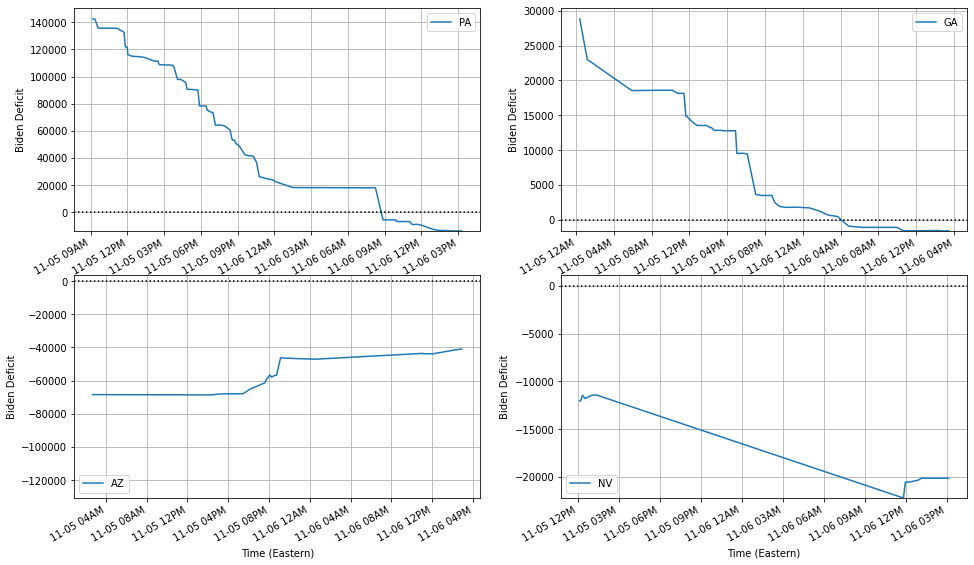 140000
120000
100000
80000
60000
40000
20000
0
Biden Deficit
PA
11-05 09AM
11-05 12PM
11-05 03PM
11-05 06PM
11-05 09PM
11-06 12AM
11-06 03AM
11-06 06AM
11-06 09AM
11-06 12PM
11-06 03PM
30000
25000
20000
15000
10000
5000
0
Biden Deficit
GA
11-05 12AM
11-05 04AM
11-05 08AM
11-05 12PM
11-05 04PM
11-05 08PM
11-06 12AM
11-06 04AM
11-06 08AM
11-06 12PM
11-06 04PM
0
−20000
−40000
−60000
−80000
−100000
−120000
Biden Deficit
AZ
11-05 04AM
11-05 08AM
11-05 12PM
11-05 04PM
11-05 08PM
11-06 12AM
11-06 04AM
11-06 08AM
11-06 12PM
11-06 04PM
Time (Eastern)
0
−5000
−10000
−15000
−20000
Biden Deficit
NV
11-05 12PM
11-05 03PM
11-05 06PM
11-05 09PM
11-06 12AM
11-06 03AM
11-06 06AM
11-06 09AM
11-06 12PM
11-06 03PM
Time (Eastern)